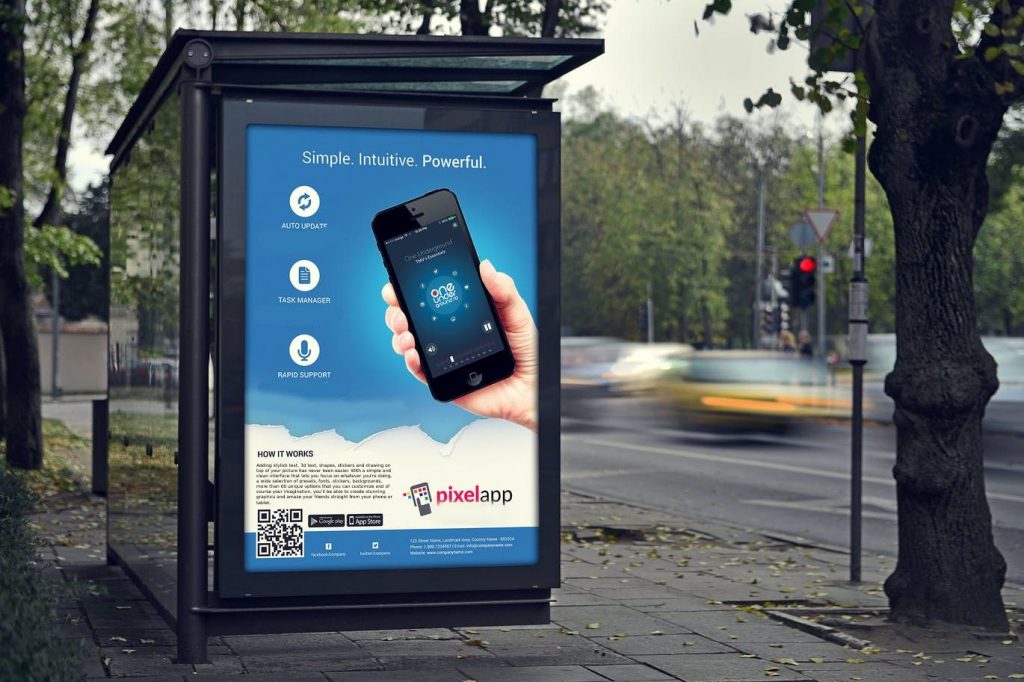 Simple. Intuitive. Powerful.
AUTO UPDATE
One Underground
TMV's Essentials
one
under
ground.ro
TASK MANAGER
RAPID SUPPORT
HOW IT WORKS
Adding stylish text, 3d text, shapes, stickers and drawing on
top of your picture has never been easier. With a simple and
clean interface that lets you focus on whatever you're doing,
a wide selection of presets, fonts, stickers, backgrounds,
more than 60 unique options that you can customize and of
course your imagination, you'll be able to create stunning
graphics and amaze your friends straight from your phone or
tablet.
pixelapp
Google play
App Store
facebook/company
twitter/company
123 Street Name, Landmark Area, Country Name - 693554
Phone: 1.800.1234567 | Email: info@companyname.com
Website: www.companyname.com